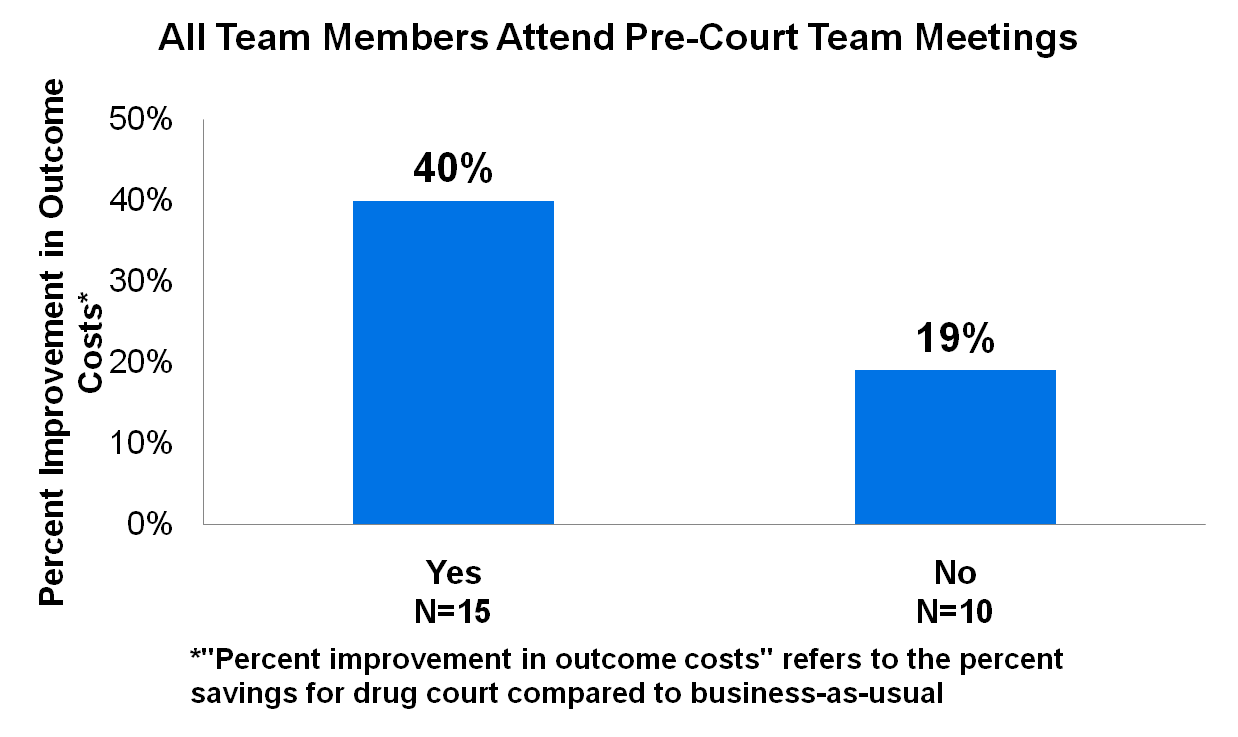 All Team Members Attend Pre-Court Team Meetings
Percent Improvement in Outcome
Costs*
50%
40%
30%
20%
10%
0%
40%
19%
Yes
N=15
No
N=10
*"Percent improvement in outcome costs" refers to the percent
savings for drug court compared to business-as-usual